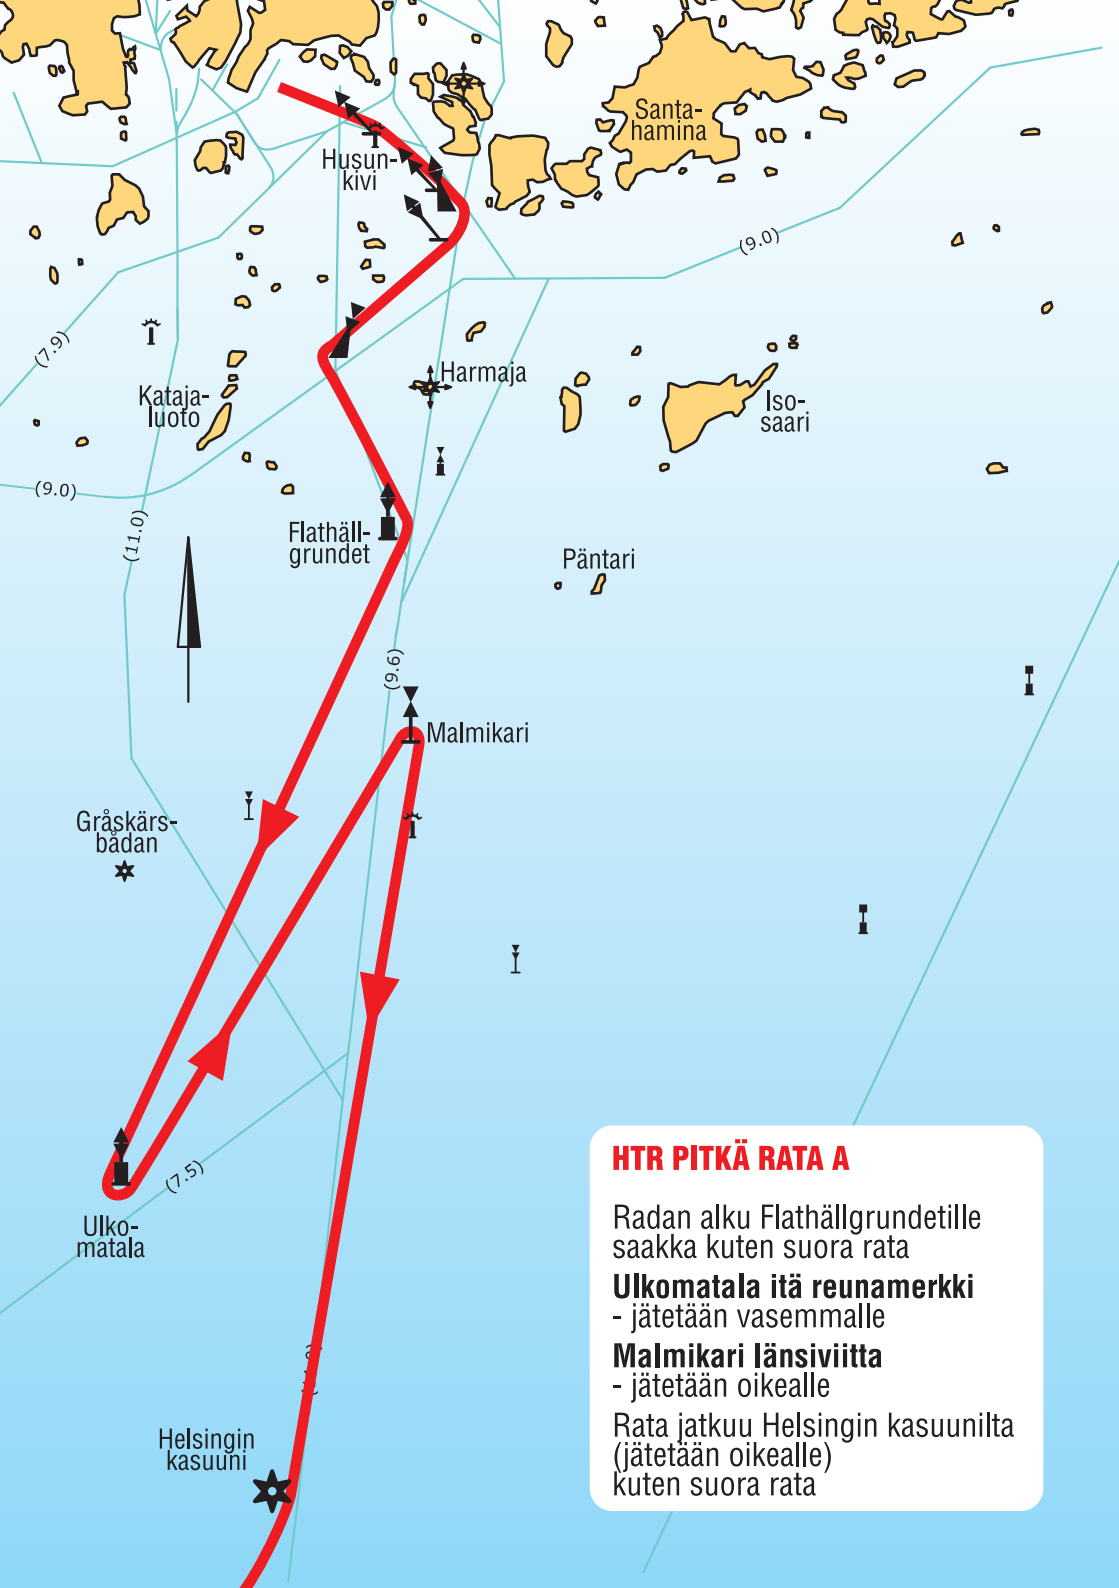 Santa-
hamina
Husun-
kivi
(9.0)
(7.9)
Harmaja
Kataja-
luoto
Iso-
saari
(9.0)
(11.0)
Flathäll-
grundet
Päntari
(9.6)
Malmikari
Gråskärs-
bådan
(7.5)
Ulko-
matala
Helsingin
kasuuni
HTR PITKÄ RATA A
Radan alku Flathällgrundetille
saakka kuten suora rata
Ulkomatala itä reunamerkki
- jätetään vasemmalle
Malmikari länsiviitta
- jätetään oikealle
Rata jatkuu Helsingin kasuunilta
(jätetään oikealle)
kuten suora rata